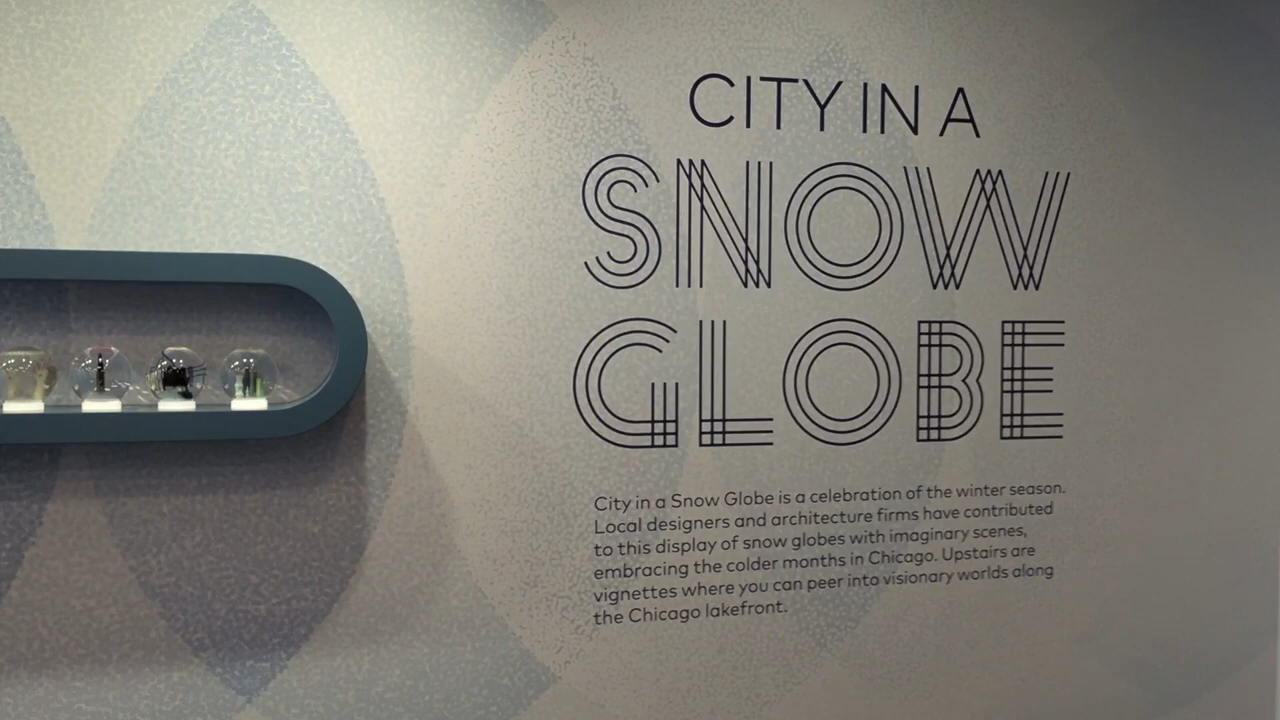 CITY IN A
SNOW
GLOBE
City in a Snow Globe is a celebration of the winter season.
Local designers and architecture firms have contributed
to this display of snow globes with imaginary scenes,
embracing the colder months in Chicago. Upstairs are
vignettes where you can peer into visionary worlds along
the Chicago lakefront.